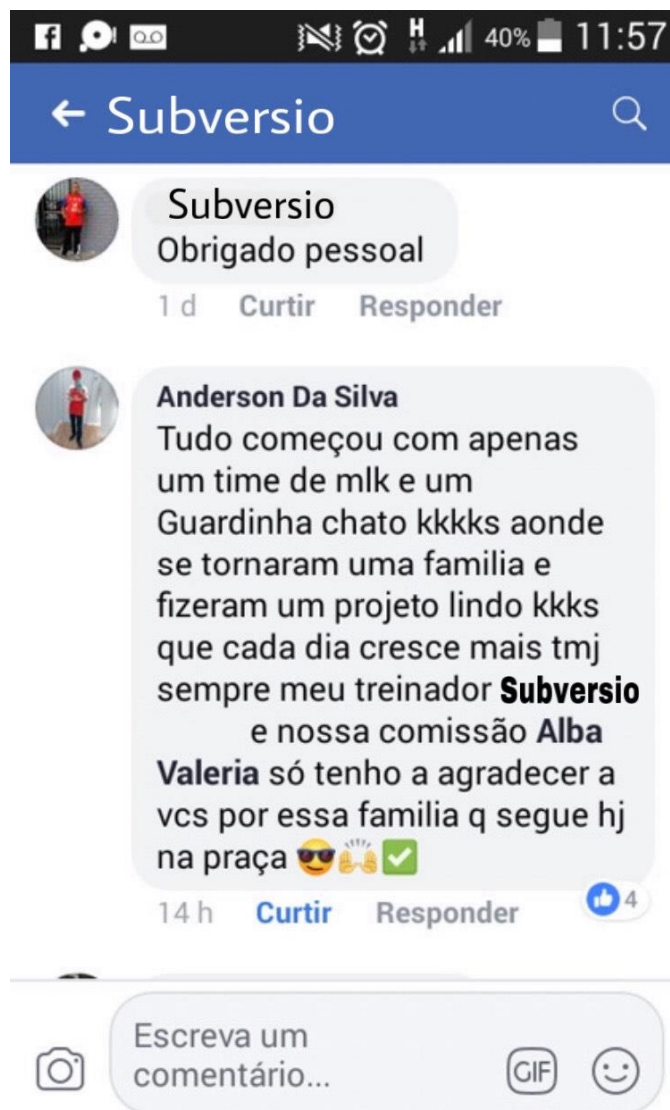 H 40% 11:57
Subversio
Subversio
Obrigado pessoal
1 d Curtir Responder
Anderson Da Silva
Tudo começou com apenas
um time de mlk e um
Guardinha chato kkkks aonde
se tornaram uma familia e
fizeram um projeto lindo kkks
que cada dia cresce mais tmj
sempre meu treinador Subversio
e nossa comissão Alba
Valeria só tenho a agradecer a
vcs por essa familia q segue hj
na praça 😎🙌✅
14 h Curtir Responder 4
Escreva um
comentário...
GIF